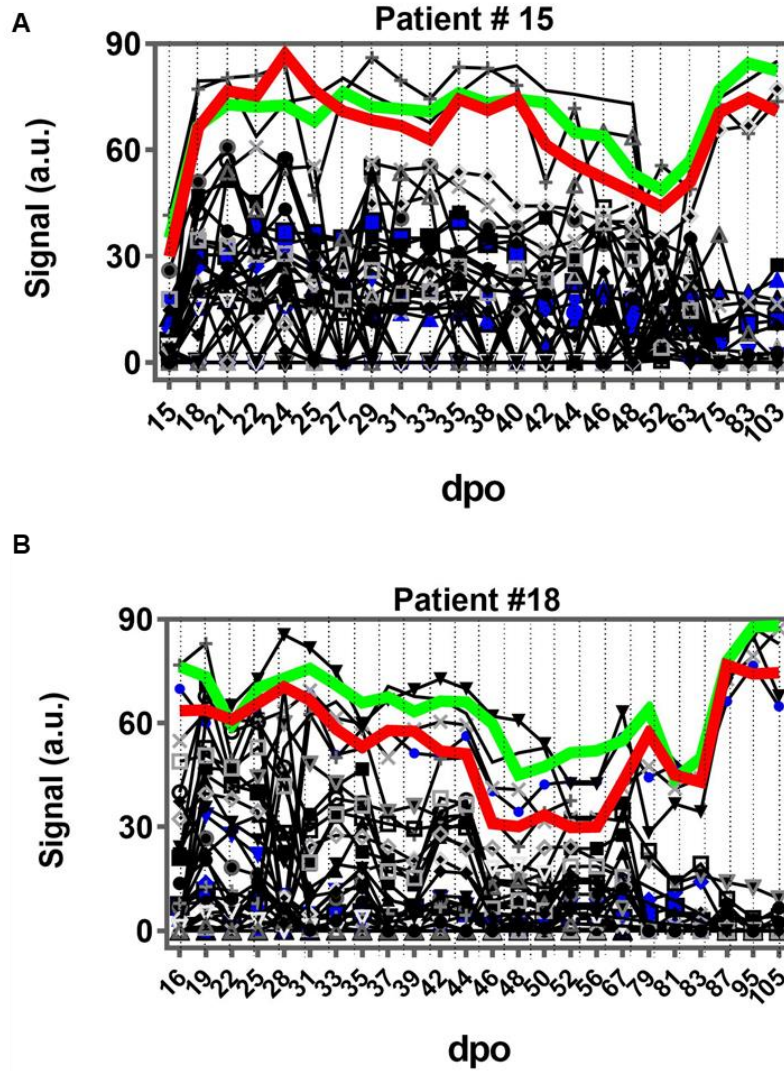 A
Patient # 15
90
60
30
0
Signal (a.u.)
15 18 21 22 24 25 27 29 31 33 35 38 40 42 44 46 48 52 63 75 83 103
dpo
B
Patient #18
90
60
30
0
Signal (a.u.)
16 19 22 25 28 31 33 35 37 39 42 44 46 48 50 52 56 67 79 81 83 87 95 105
dpo